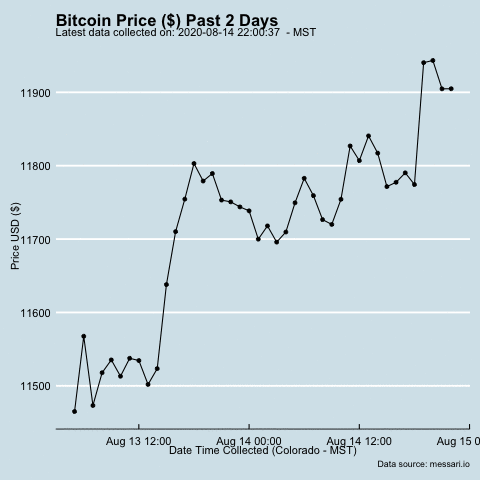 Bitcoin Price ($) Past 2 Days
Latest data collected on: 2020-08-14 22:00:37 - MST
11900
11800
11700
11600
11500
Price USD ($)
Aug 13 12:00 Aug 14 00:00 Aug 14 12:00 Aug 15 0
Date Time Collected (Colorado - MST)
Data source: messari.io